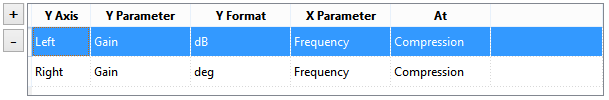 + Y Axis Y Parameter Y Format X Parameter At
- Left Gain dB Frequency Compression
Right Gain deg Frequency Compression